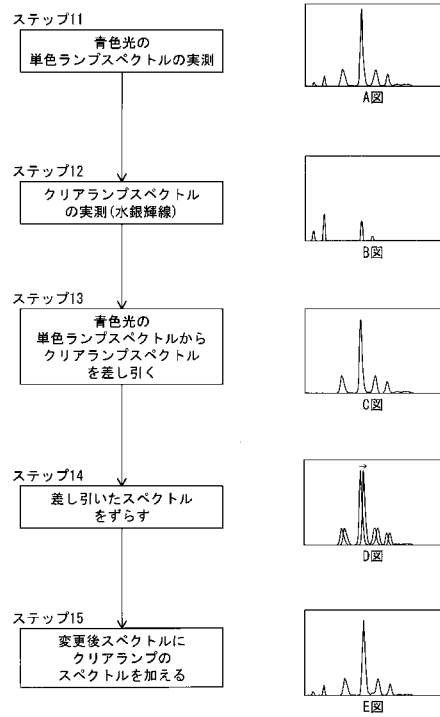 ステップ11
青色光の
単色ランプスペクトルの実測
A図
ステップ12
クリアランプスペクトル
の実測(水銀輝線)
B図
ステップ13
青色光の
単色ランプスペクトルから
クリアランプスペクトル
を差し引く
C図
ステップ14
差し引いたスペクトル
をずらす
D図
ステップ15
変更後スペクトルに
クリアランプの
スペクトルを加える
E図